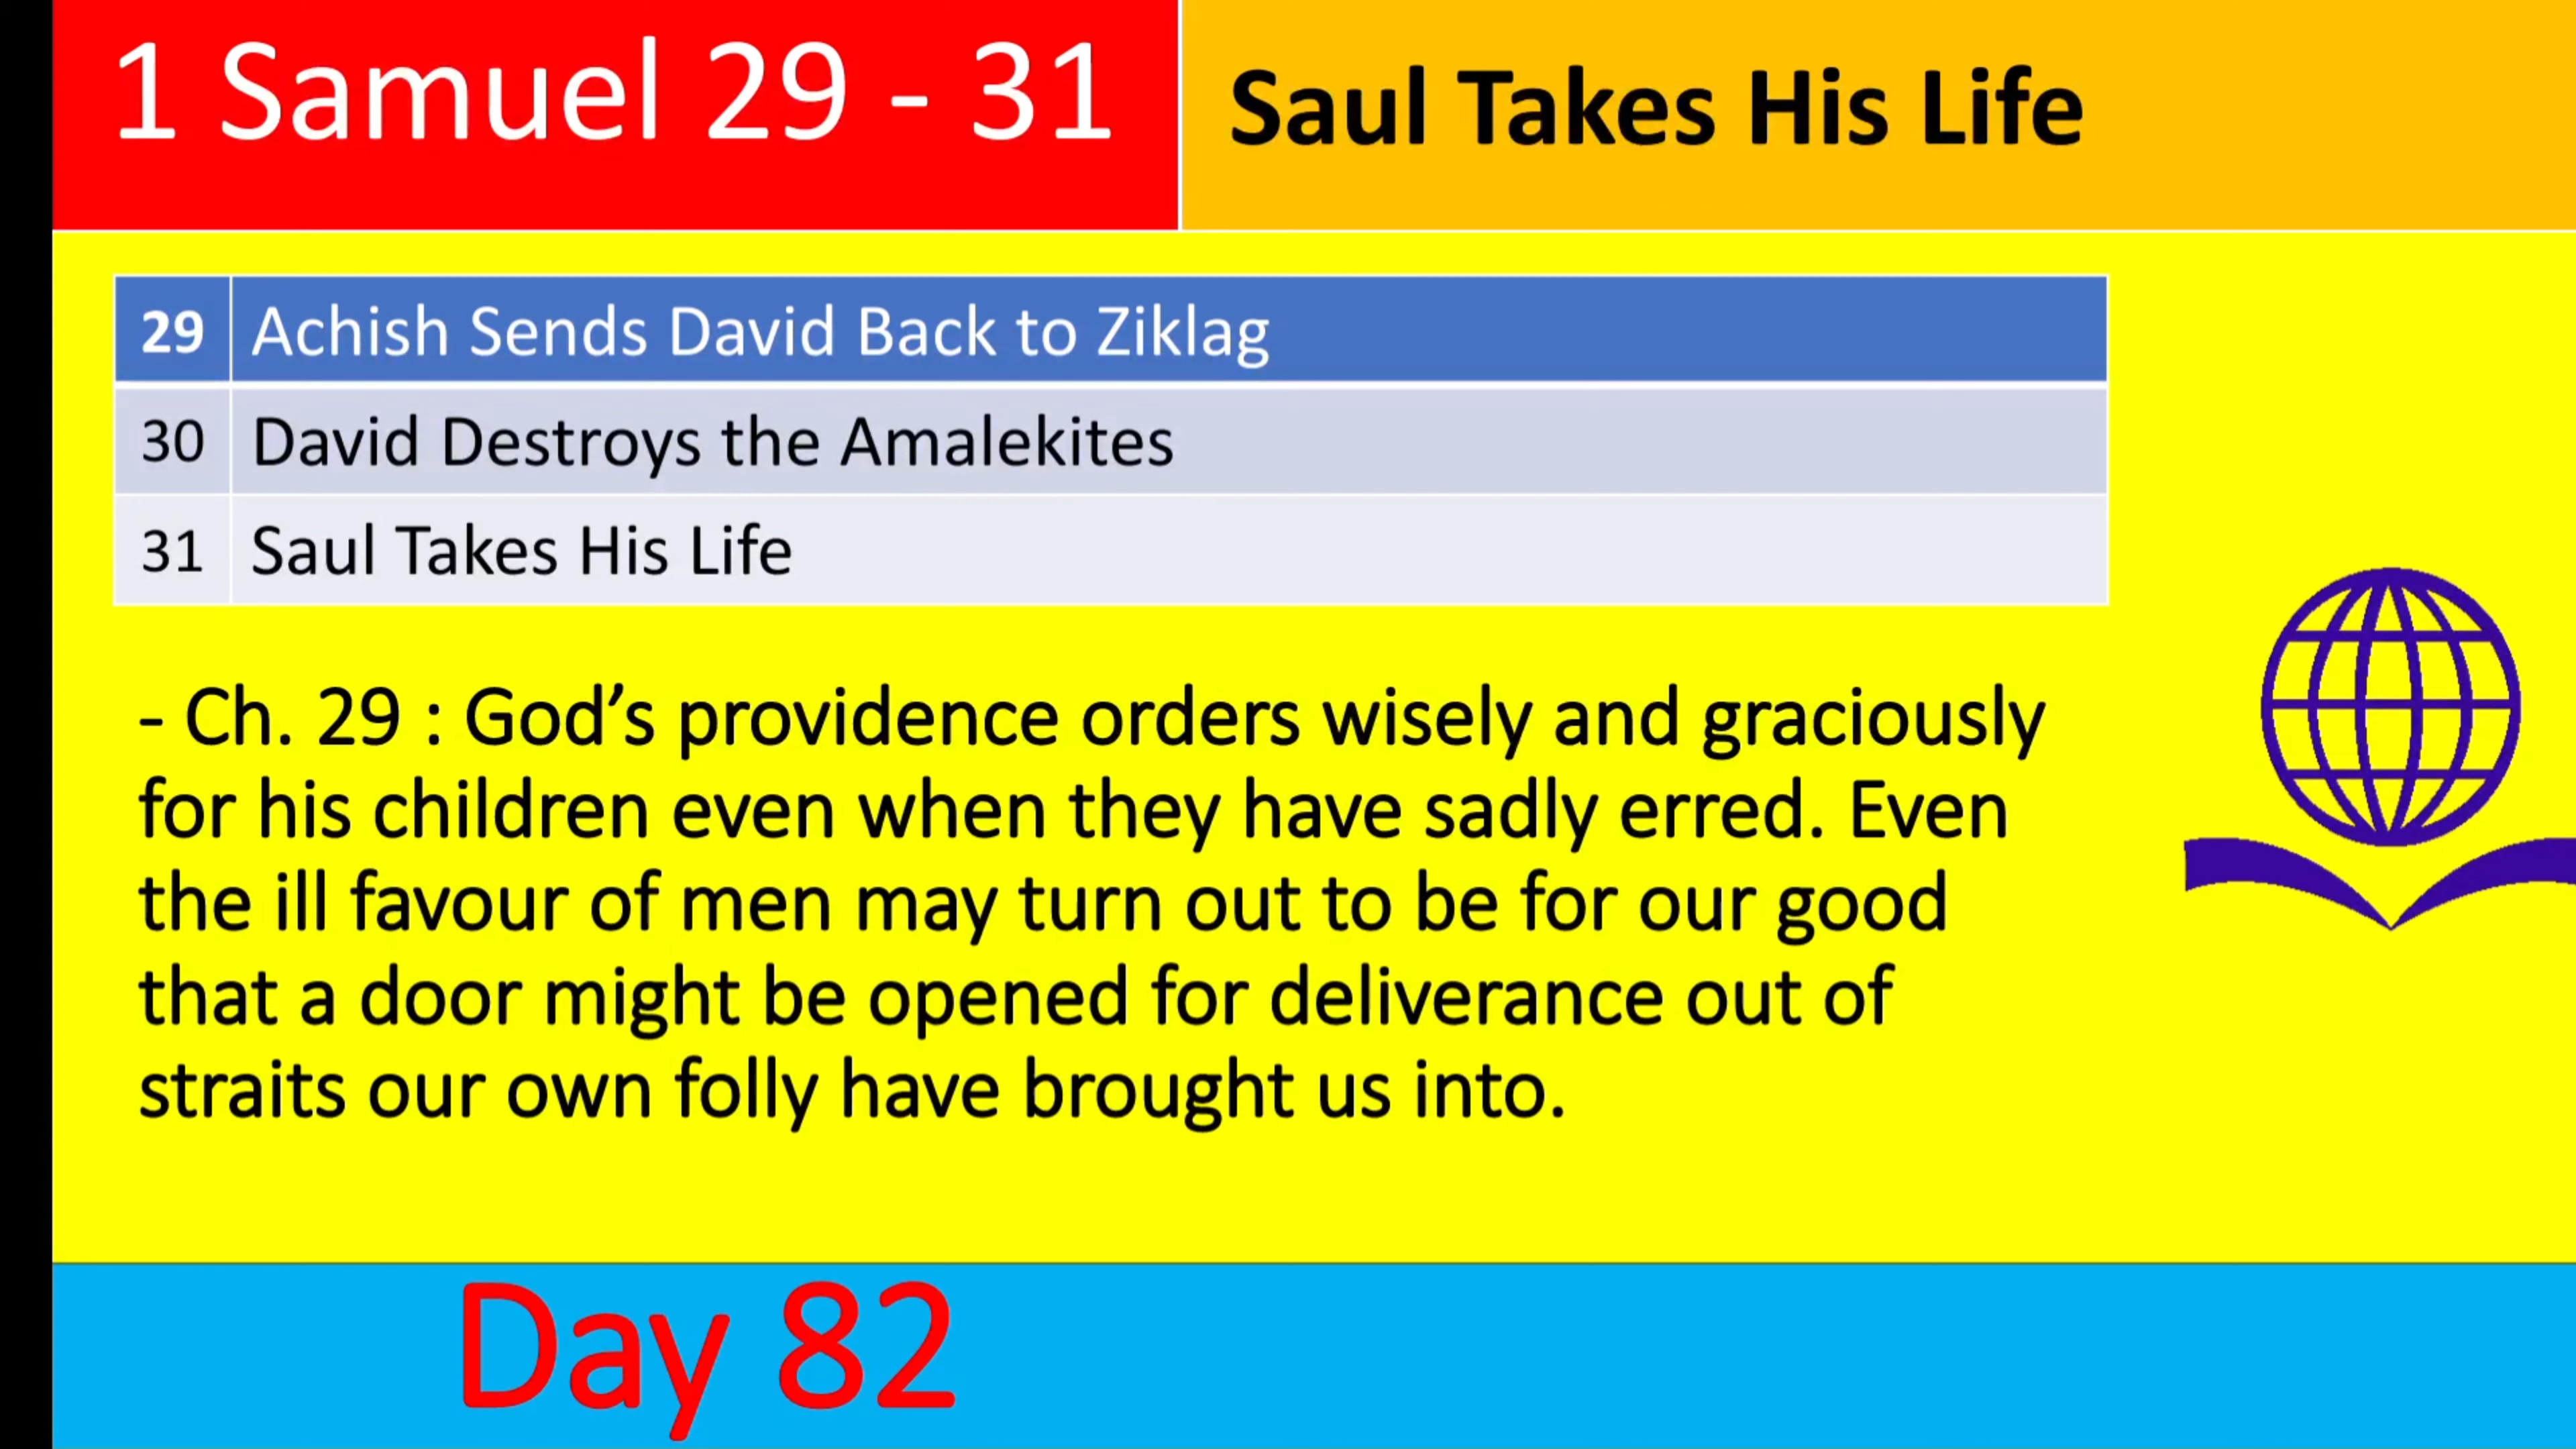 1 Samuel 29 - 31
Saul Takes His Life
29 Achish Sends David Back to Ziklag
30 David Destroys the Amalekites
31 Saul Takes His Life
- Ch. 29 : God’s providence orders wisely and graciously
for his children even when they have sadly erred. Even
the ill favour of men may turn out to be for our good
that a door might be opened for deliverance out of
straits our own folly have brought us into.
Day 82